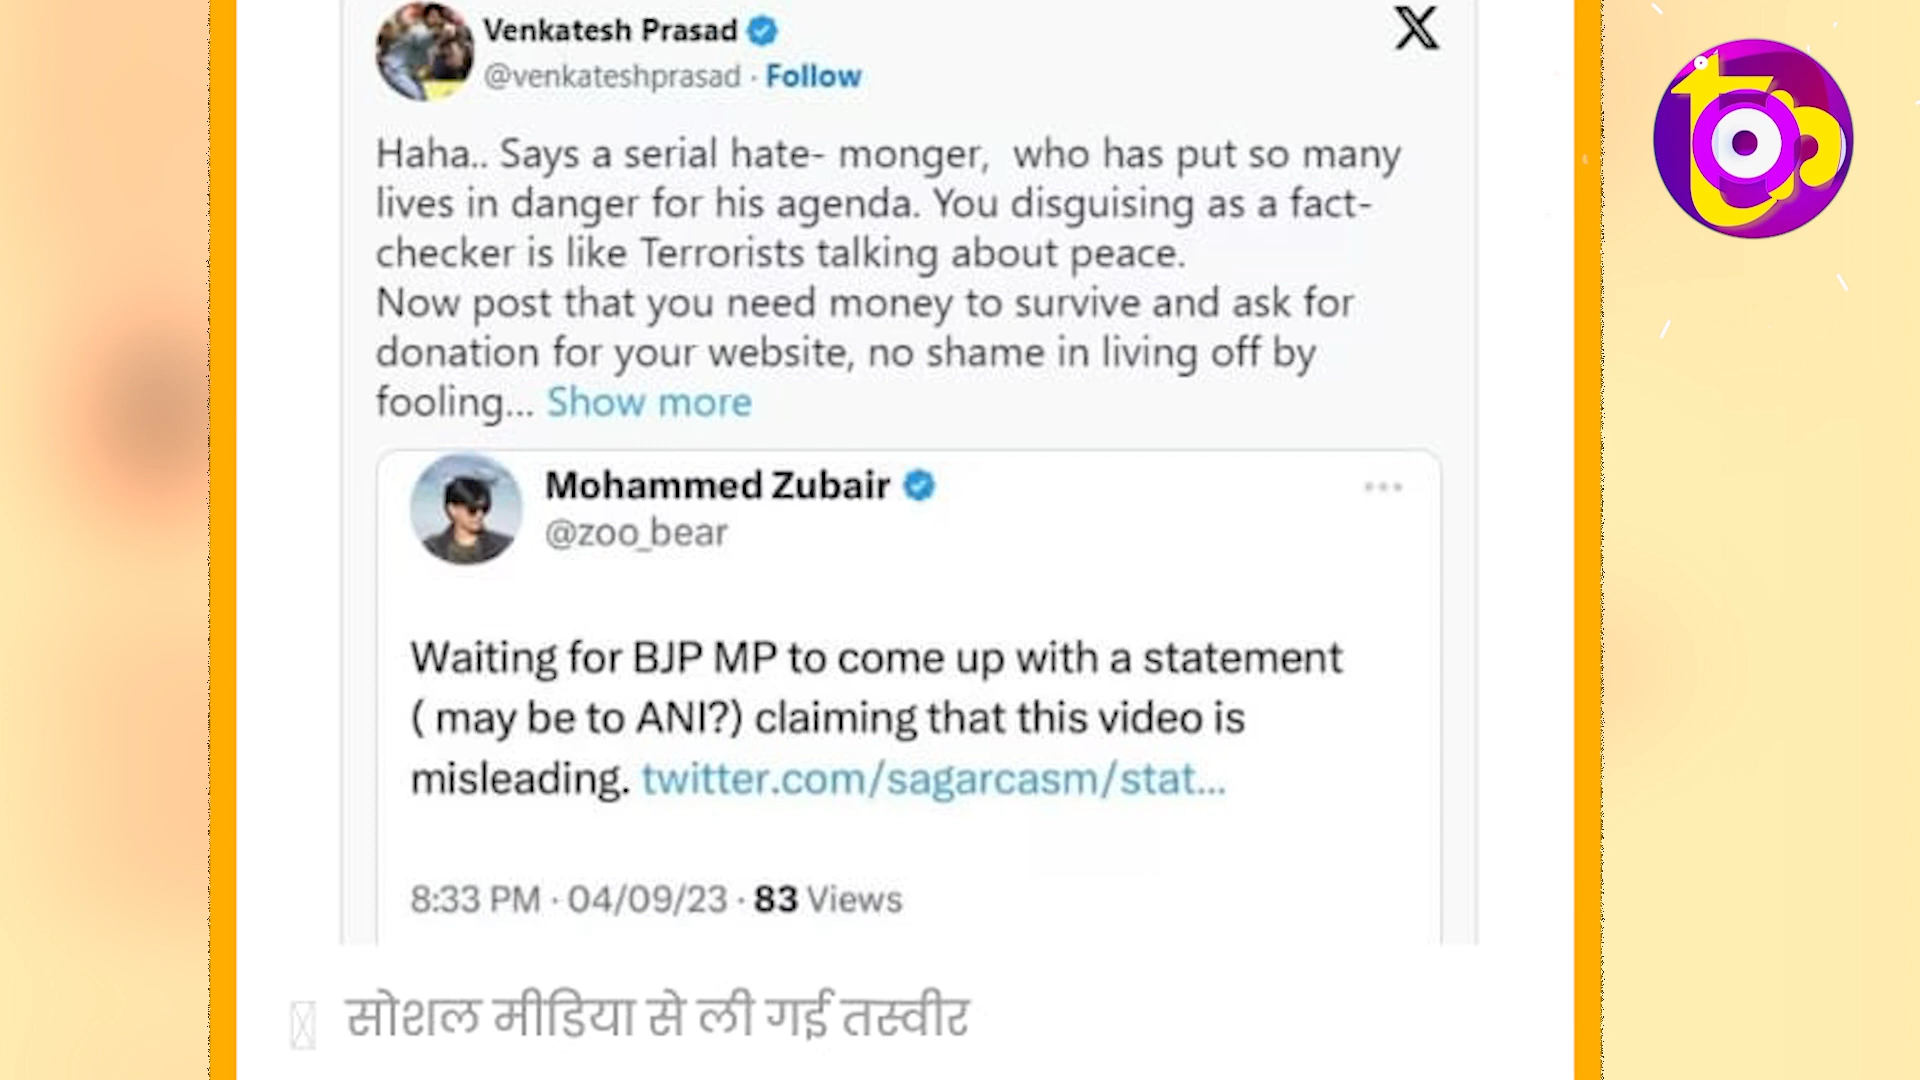 Venkatesh Prasad
@venkateshprasad · Follow
Haha.. Says a serial hate- monger, who has put so many
lives in danger for his agenda. You disguising as a fact-
checker is like Terrorists talking about peace.
Now post that you need money to survive and ask for
donation for your website, no shame in living off by
fooling... Show more
Mohammed Zubair
@zoo_bear
Waiting for BJP MP to come up with a statement
( may be to ANI?) claiming that this video is
misleading. twitter.com/sagarcasm/stat...
8:33 PM · 04/09/23 · 83 Views
सोशल मीडिया से ली गई तस्वीर